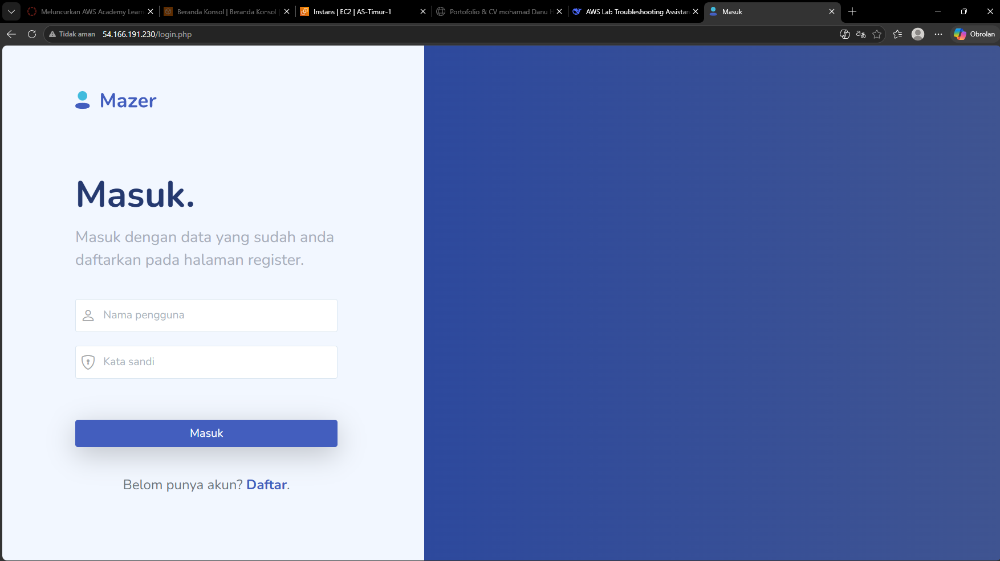 Meluncurkan AWS Academy Learn
Beranda Konsol | Beranda Konsol |
Instans | EC2 | AS-Timur-1
Portofolio & CV mohamad Danu H
AWS Lab Troubleshooting Assistan
Masuk
Tidak aman
54.166.191.230/login.php
Obrolan
Mazer
Masuk.
Masuk dengan data yang sudah anda
daftarkan pada halaman register.
Nama pengguna
Kata sandi
Masuk
Belom punya akun? Daftar.